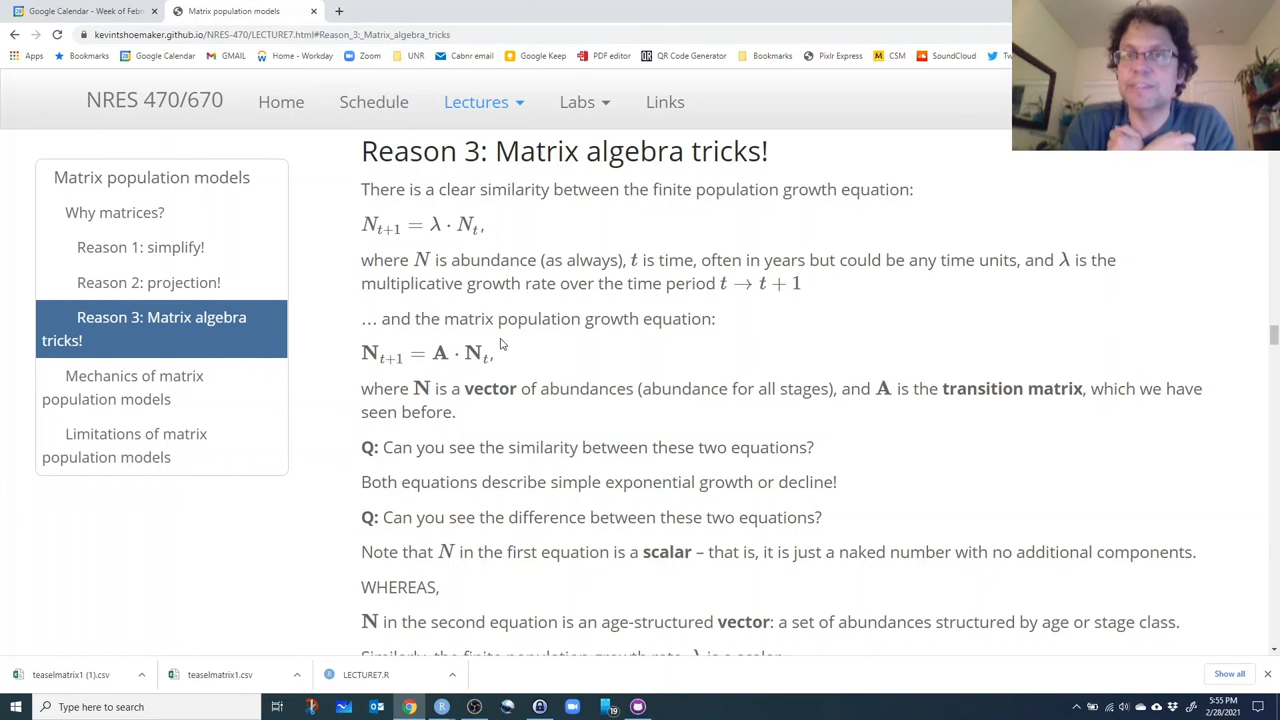 Google Calendar - Week of Febr
Matrix population models
kevintshoemaker.github.io/NRES-470/LECTURE7.html#Reason_3:_Matrix_algebra_tricks
Apps Bookmarks Google Calendar GMAIL Home - Workday Zoom UNR Cabnr email Google Keep PDF editor QR Code Generator Bookmarks Pixlr Express CSM SoundCloud Tw
NRES 470/670 Home Schedule Lectures Labs Links
Matrix population models
Why matrices?
Reason 1: simplify!
Reason 2: projection!
Reason 3: Matrix algebra
tricks!
Mechanics of matrix
population models
Limitations of matrix
population models
Reason 3: Matrix algebra tricks!
There is a clear similarity between the finite population growth equation:
N_{t+1} = λ · N_t,
where N is abundance (as always), t is time, often in years but could be any time units, and λ is the
multiplicative growth rate over the time period t → t + 1
… and the matrix population growth equation:
N_{t+1} = A · N_t,
where N is a vector of abundances (abundance for all stages), and A is the transition matrix, which we have
seen before.
Q: Can you see the similarity between these two equations?
Both equations describe simple exponential growth or decline!
Q: Can you see the difference between these two equations?
Note that N in the first equation is a scalar – that is, it is just a naked number with no additional components.
WHEREAS,
N in the second equation is an age-structured vector: a set of abundances structured by age or stage class.
Similarly, the finite population growth rate, λ is a scalar
teaselmatrix1 (1).csv
teaselmatrix1.csv
LECTURE7.R
Show all
Type here to search
19
5:55 PM
2/28/2021